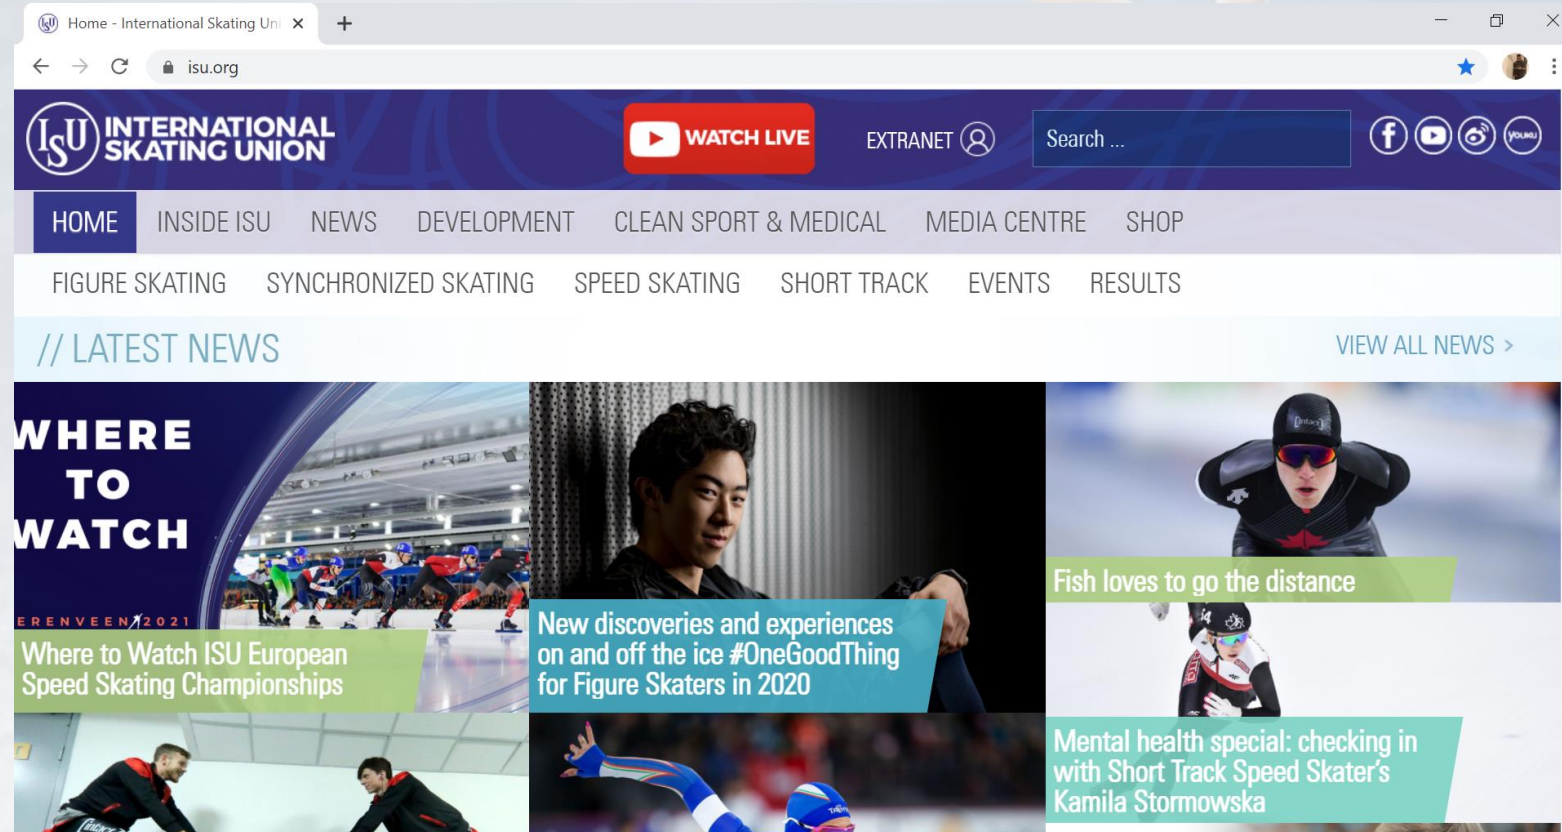 Home - International Skating Uni
isu.org
ISU INTERNATIONAL
SKATING UNION
WATCH LIVE
EXTRANET
Search ...
YOUKU
HOME INSIDE ISU NEWS DEVELOPMENT CLEAN SPORT & MEDICAL MEDIA CENTRE SHOP
FIGURE SKATING SYNCHRONIZED SKATING SPEED SKATING SHORT TRACK EVENTS RESULTS
// LATEST NEWS
VIEW ALL NEWS >
WHERE
TO
WATCH
ERENVEEN 2021
Where to Watch ISU European
Speed Skating Championships
New discoveries and experiences
on and off the ice #OneGoodThing
for Figure Skaters in 2020
Fish loves to go the distance
Mental health special: checking in
with Short Track Speed Skater's
Kamila Stormowska